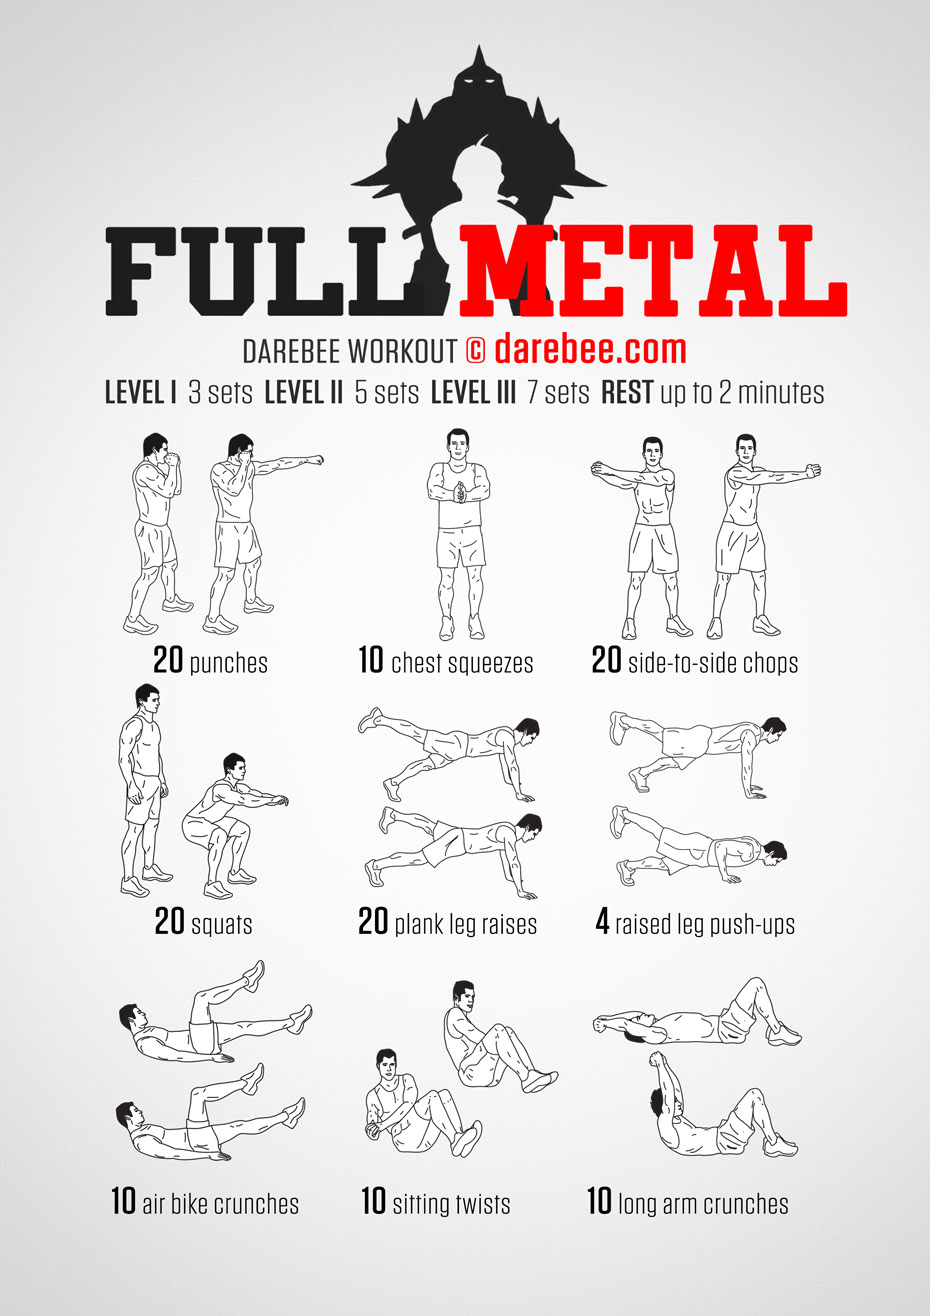 FULL METAL
DAREBEE WORKOUT © darebee.com
LEVEL I 3 sets LEVEL II 5 sets LEVEL III 7 sets REST up to 2 minutes
20 punches
10 chest squeezes
20 side-to-side chops
20 squats
20 plank leg raises
4 raised leg push-ups
10 air bike crunches
10 sitting twists
10 long arm crunches